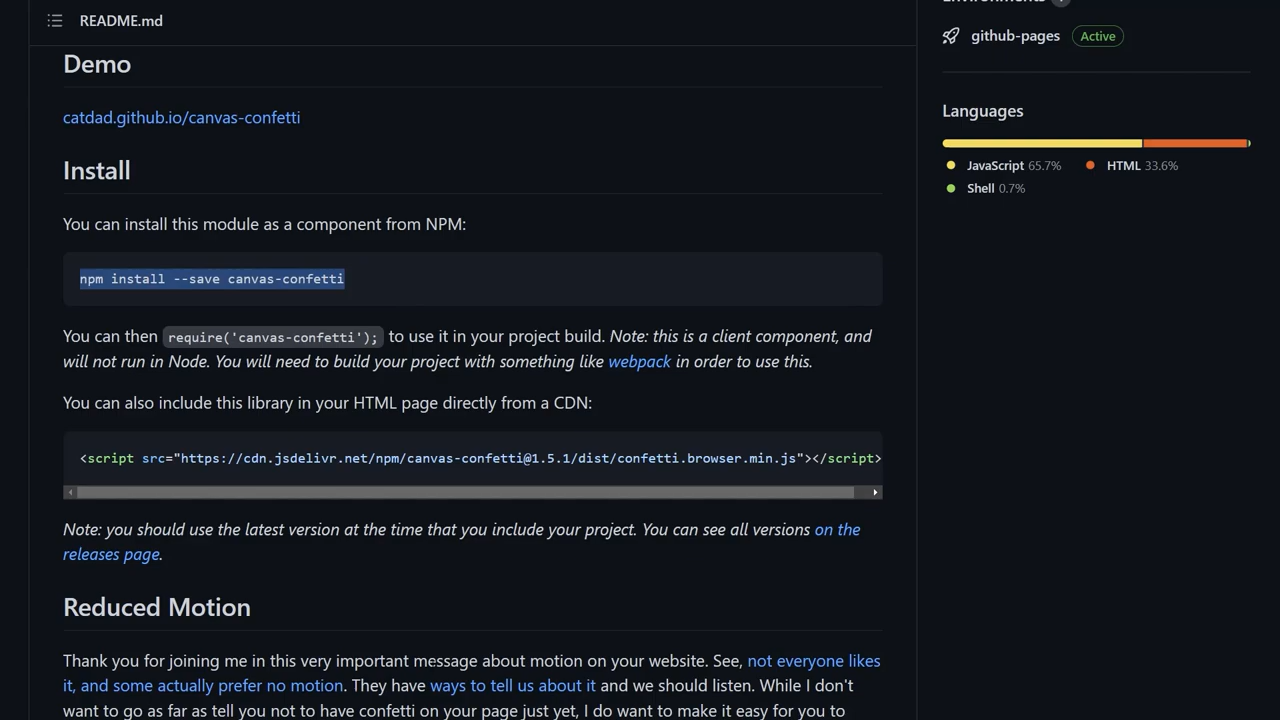 README.md
Demo
catdad.github.io/canvas-confetti
Install
You can install this module as a component from NPM:
npm install --save canvas-confetti
You can then require('canvas-confetti'); to use it in your project build. Note: this is a client component, and
will not run in Node. You will need to build your project with something like webpack in order to use this.
You can also include this library in your HTML page directly from a CDN:
<script src="https://cdn.jsdelivr.net/npm/canvas-confetti@1.5.1/dist/confetti.browser.min.js"></script>
Note: you should use the latest version at the time that you include your project. You can see all versions on the
releases page.
Reduced Motion
Thank you for joining me in this very important message about motion on your website. See, not everyone likes
it, and some actually prefer no motion. They have ways to tell us about it and we should listen. While I don't
want to go as far as tell you not to have confetti on your page just yet, I do want to make it easy for you to
github-pages Active
Languages
JavaScript 65.7% HTML 33.6%
Shell 0.7%